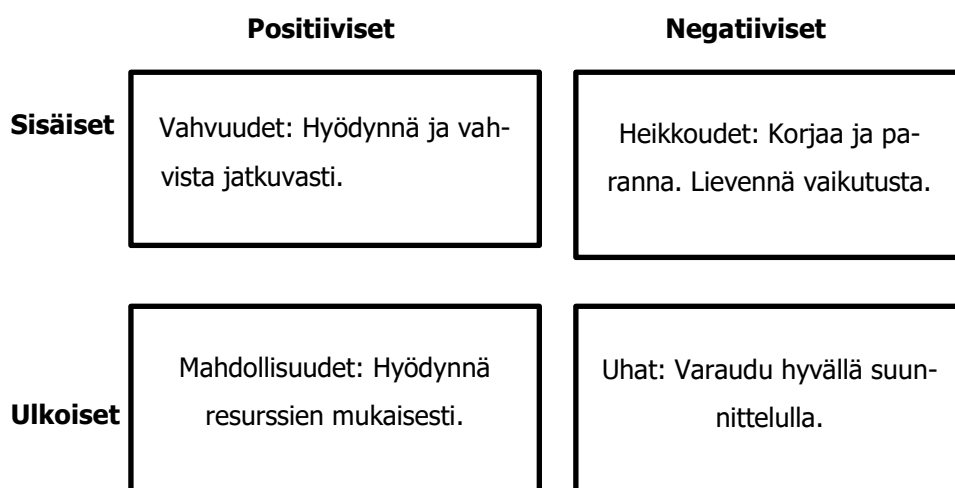 Positiiviset
Negatiiviset
Sisäiset
Vahvuudet: Hyödynnä ja vah-
vista jatkuvasti.
Heikkoudet: Korjaa ja pa-
ranna. Lievennä vaikutusta.
Ulkoiset
Mahdollisuudet: Hyödynnä
resurssien mukaisesti.
Uhat: Varaudu hyvällä suun-
nittelulla.